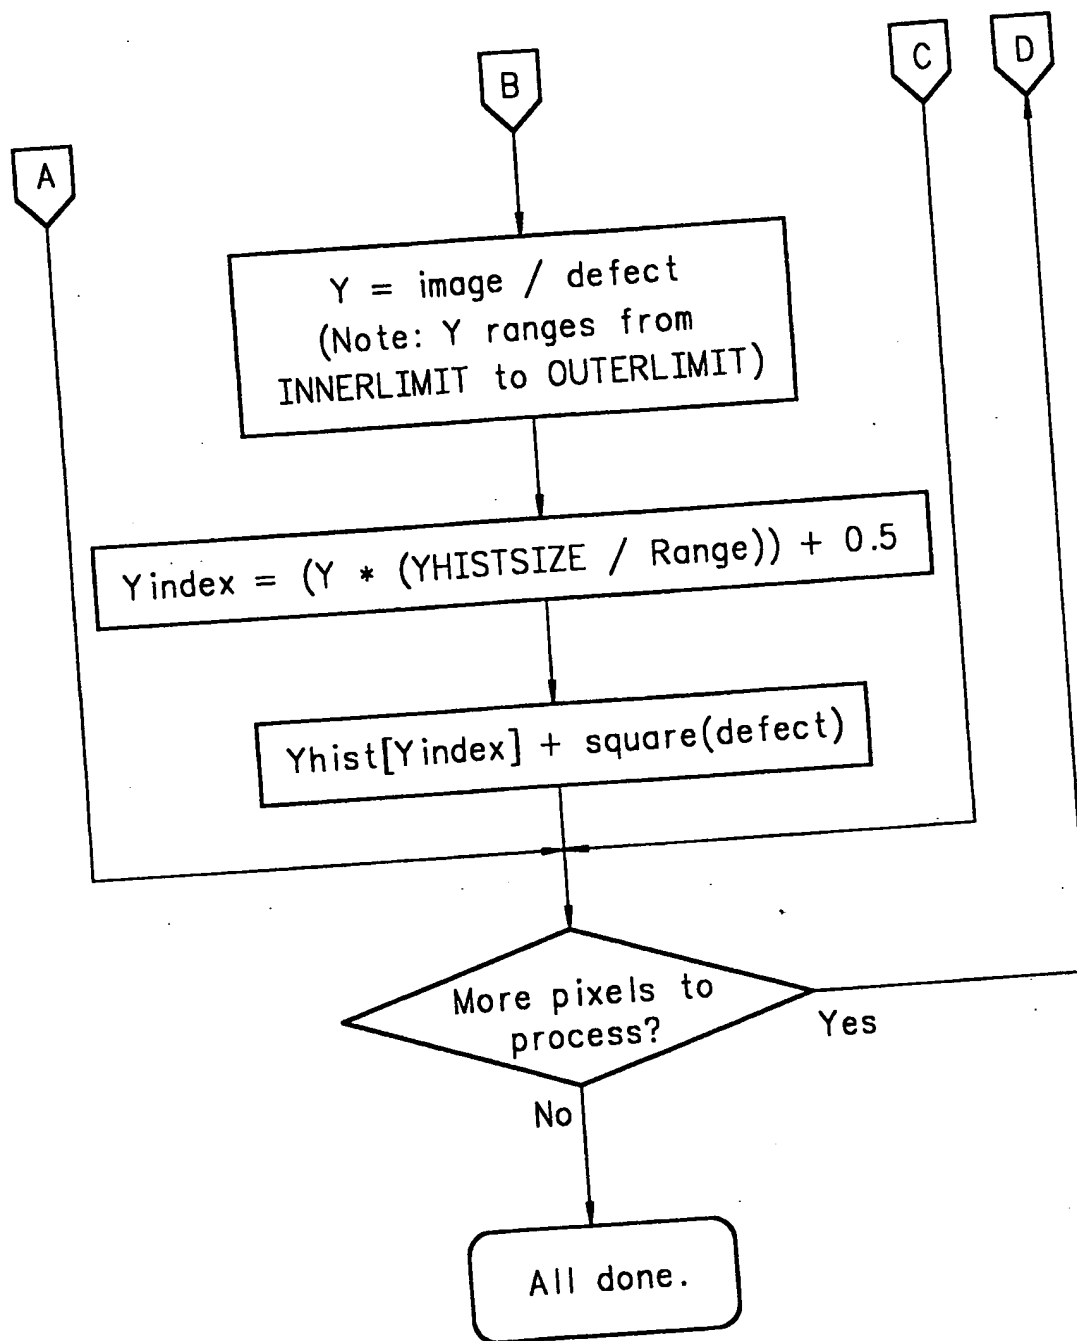 C
D
B
A
Y = image / defect
(Note: Y ranges from
INNERLIMIT to OUTERLIMIT)
Yindex = (Y * (YHISTSIZE / Range)) + 0.5
Yhist[Yindex] + square(defect)
More pixels to
process?
Yes
No
All done.